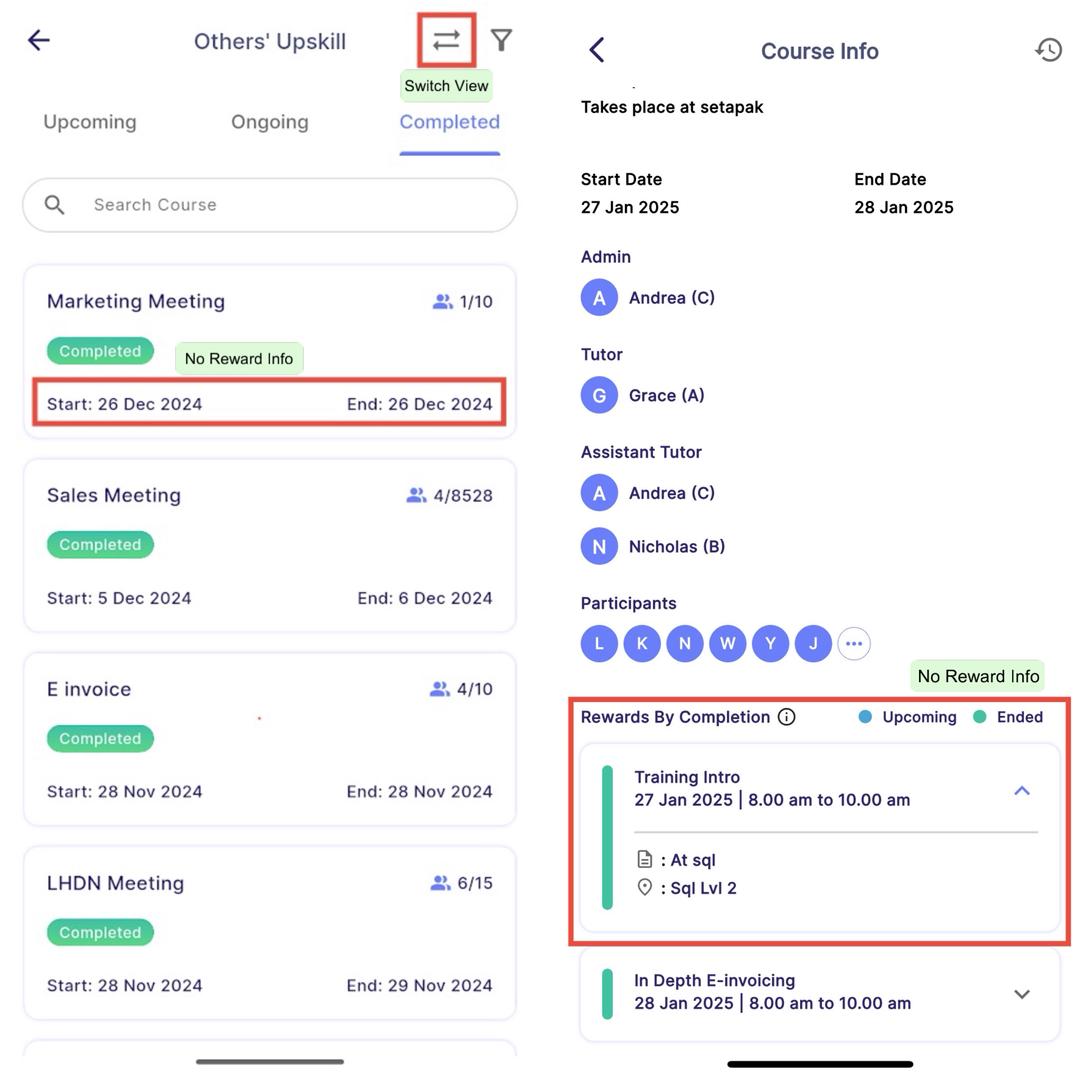 Others' Upskill
Switch View
Upcoming Ongoing Completed
Search Course
Marketing Meeting 1/10
Completed
No Reward Info
Start: 26 Dec 2024 End: 26 Dec 2024
Sales Meeting 4/8528
Completed
Start: 5 Dec 2024 End: 6 Dec 2024
E invoice 4/10
Completed
Start: 28 Nov 2024 End: 28 Nov 2024
LHDN Meeting 6/15
Completed
Start: 28 Nov 2024 End: 29 Nov 2024
Course Info
Takes place at setapak
Start Date End Date
27 Jan 2025 28 Jan 2025
Admin
A Andrea (C)
Tutor
G Grace (A)
Assistant Tutor
A Andrea (C)
N Nicholas (B)
Participants
L K N W Y J
No Reward Info
Rewards By Completion Upcoming Ended
Training Intro
27 Jan 2025 | 8.00 am to 10.00 am
: At sql
: Sql Lvl 2
In Depth E-invoicing
28 Jan 2025 | 8.00 am to 10.00 am